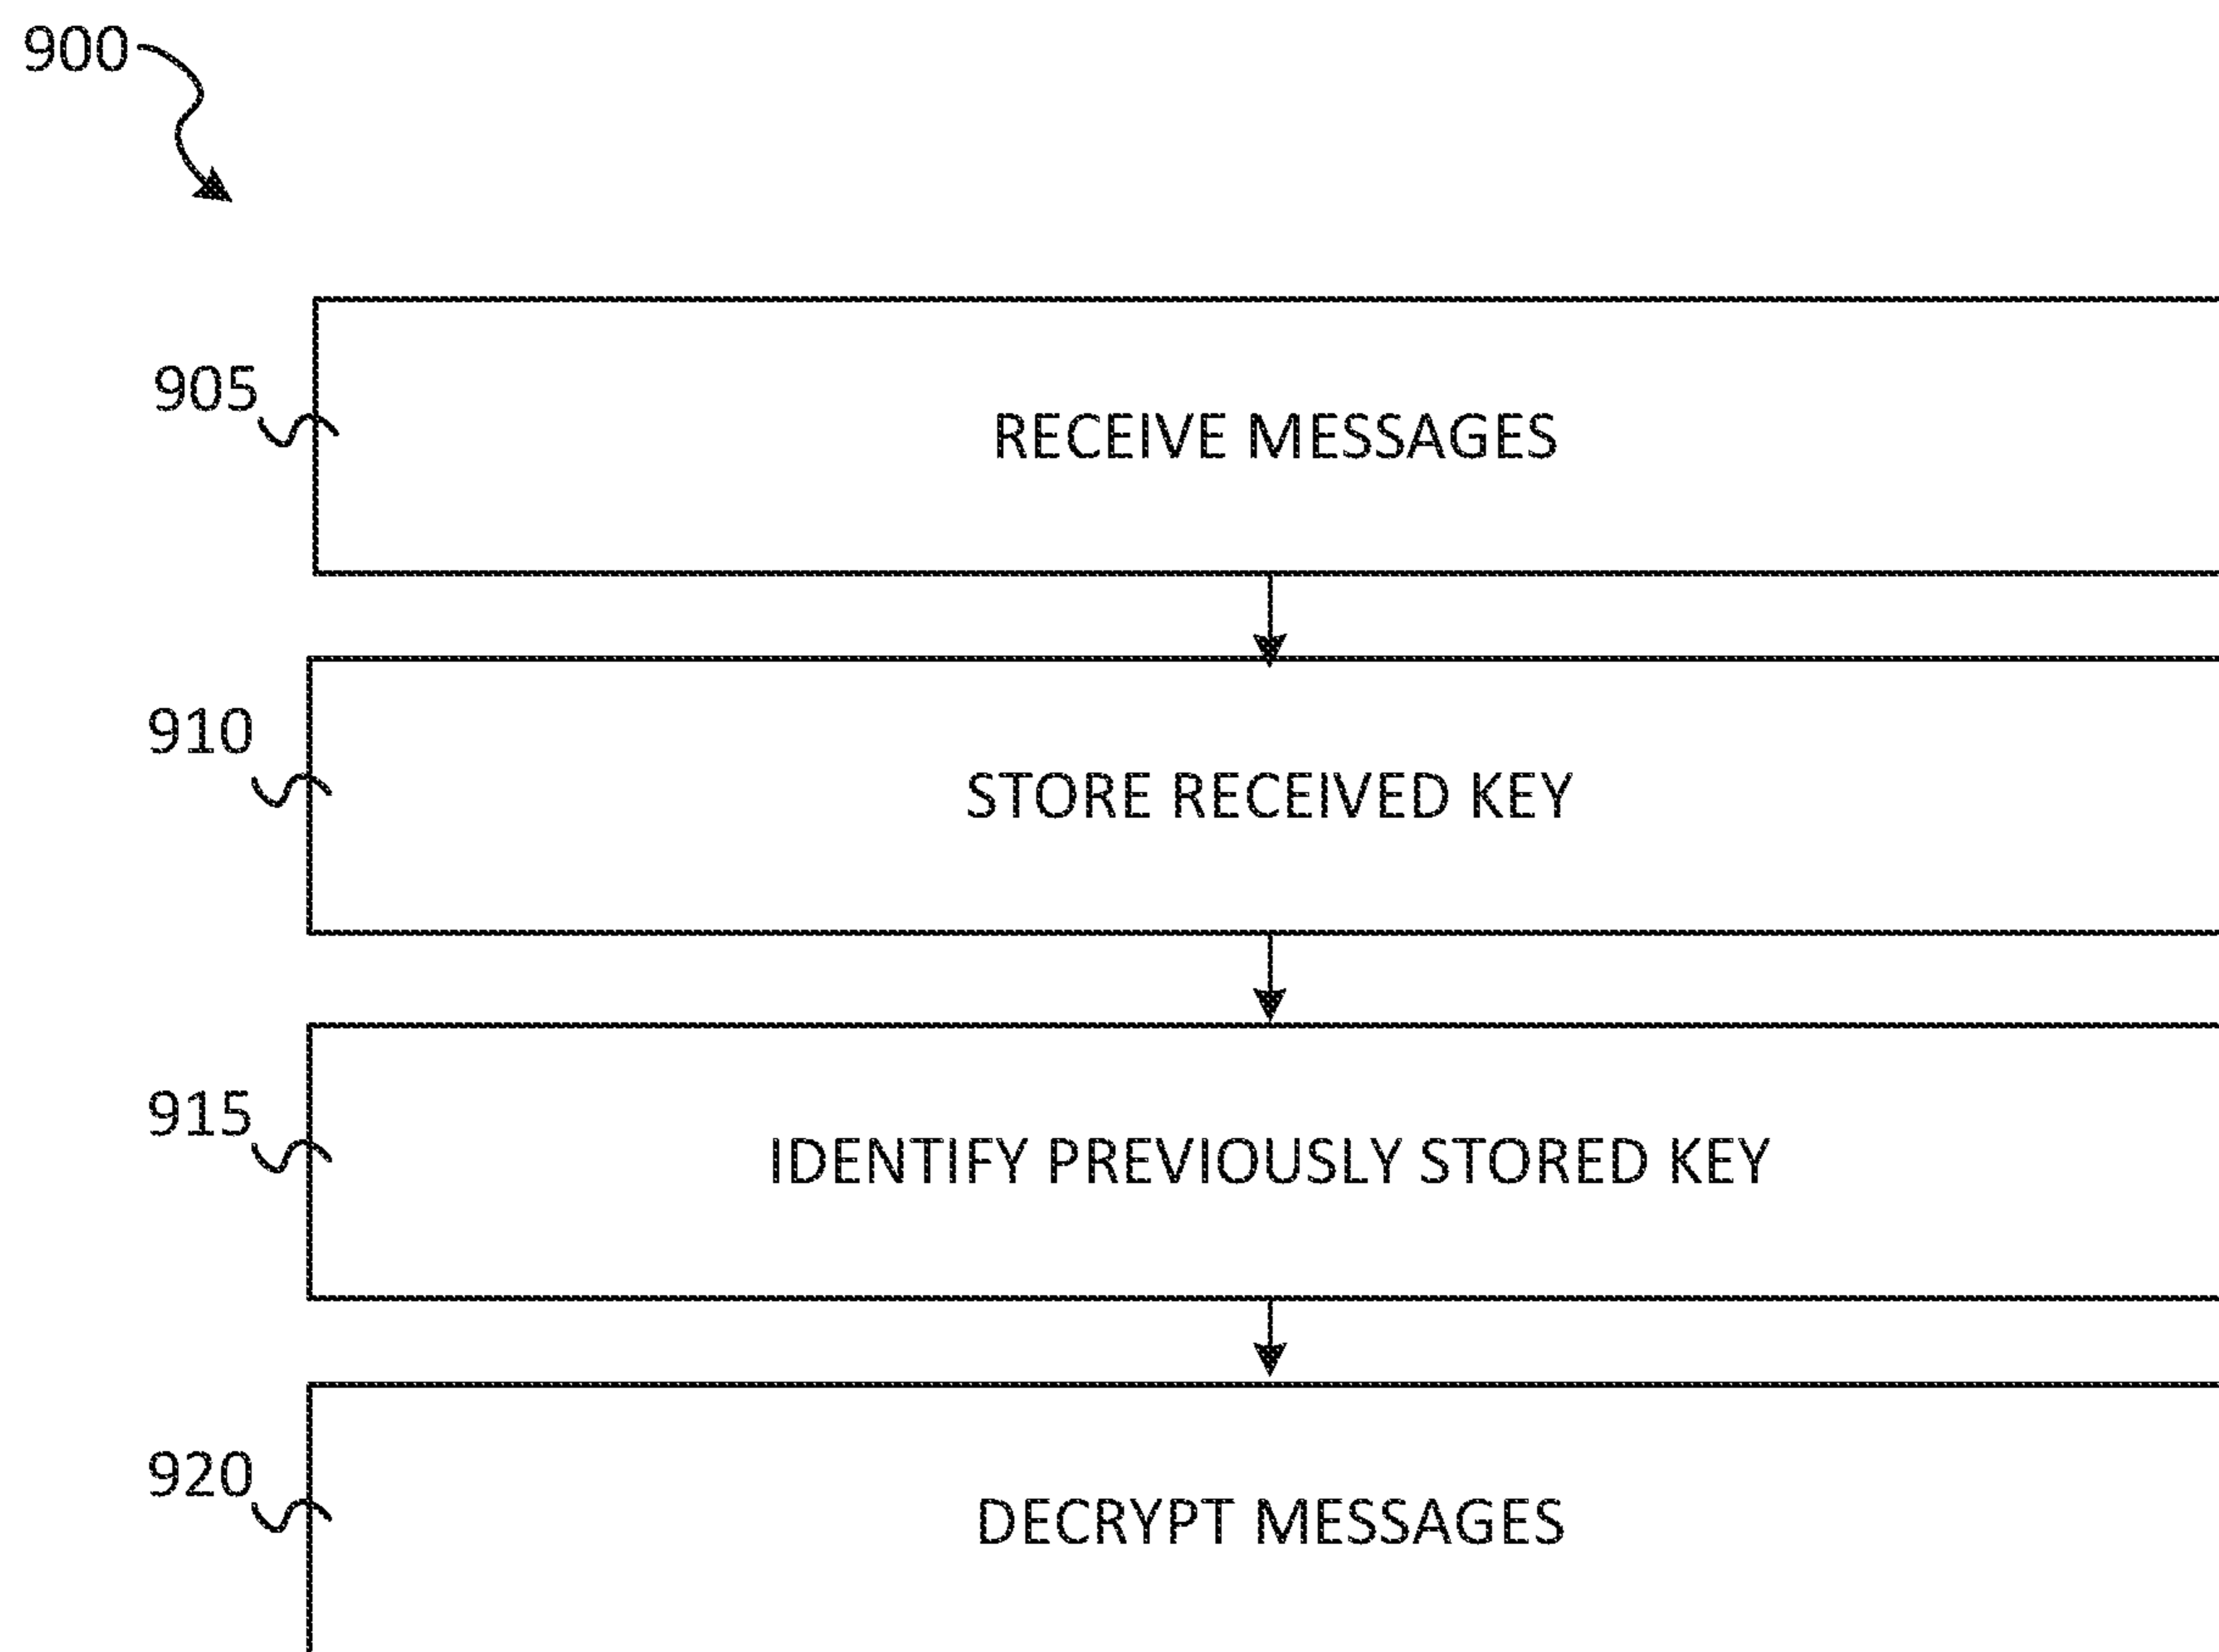 900
905
RECEIVE MESSAGES
910
STORE RECEIVED KEY
915
IDENTIFY PREVIOUSLY STORED KEY
920
DECRYPT MESSAGES